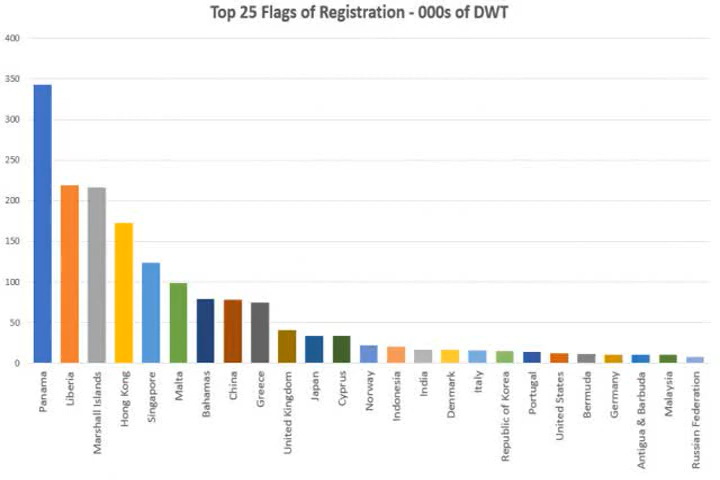 Top 25 Flags of Registration - 000s of DWT
400
350
300
250
200
150
100
50
0
Panama
Liberia
Marshall Islands
Hong Kong
Singapore
Malta
Bahamas
China
Greece
United Kingdom
Japan
Cyprus
Norway
Indonesia
India
Denmark
Italy
Republic of Korea
Portugal
United States
Bermuda
Germany
Antigua & Barbuda
Malaysia
Russian Federation